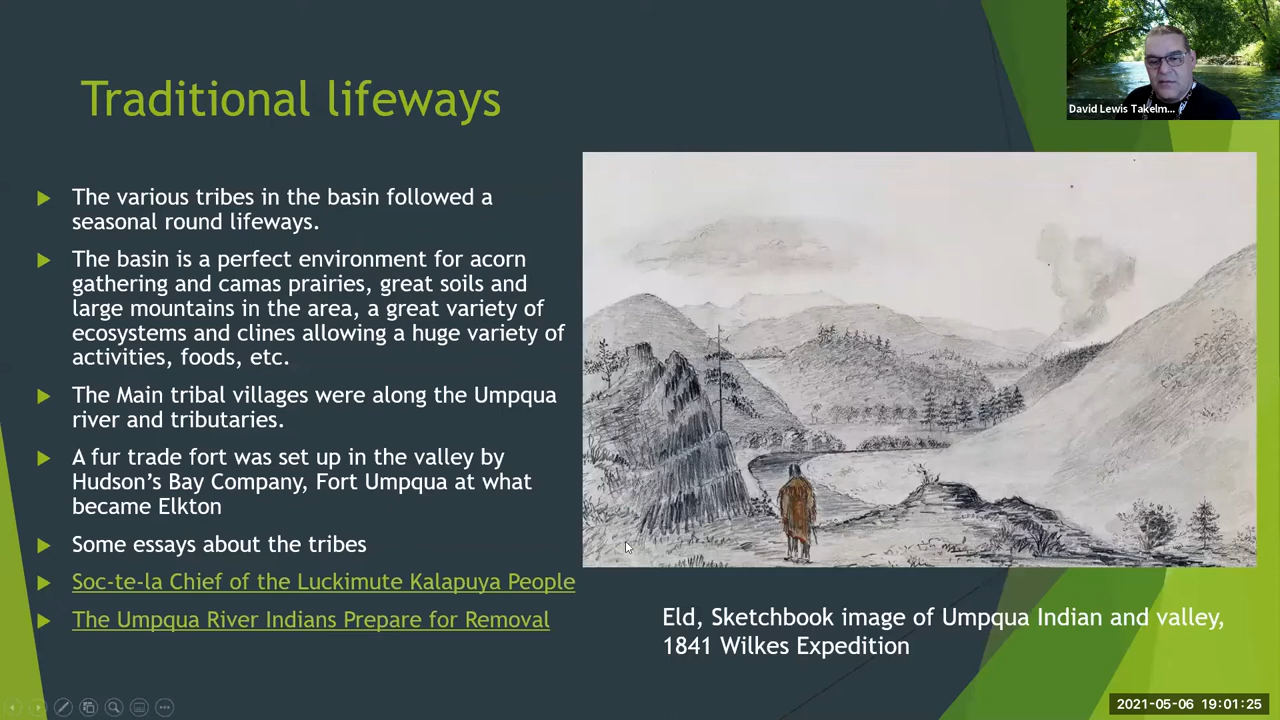 Traditional lifeways
The various tribes in the basin followed a
seasonal round lifeways.
The basin is a perfect environment for acorn
gathering and camas prairies, great soils and
large mountains in the area, a great variety of
ecosystems and clines allowing a huge variety of
activities, foods, etc.
The Main tribal villages were along the Umpqua
river and tributaries.
A fur trade fort was set up in the valley by
Hudson’s Bay Company, Fort Umpqua at what
became Elkton
Some essays about the tribes
Soc-te-la Chief of the Luckimute Kalapuya People
The Umpqua River Indians Prepare for Removal
Eld, Sketchbook image of Umpqua Indian and valley,
1841 Wilkes Expedition
David Lewis Takelm...
2021-05-06 19:01:25